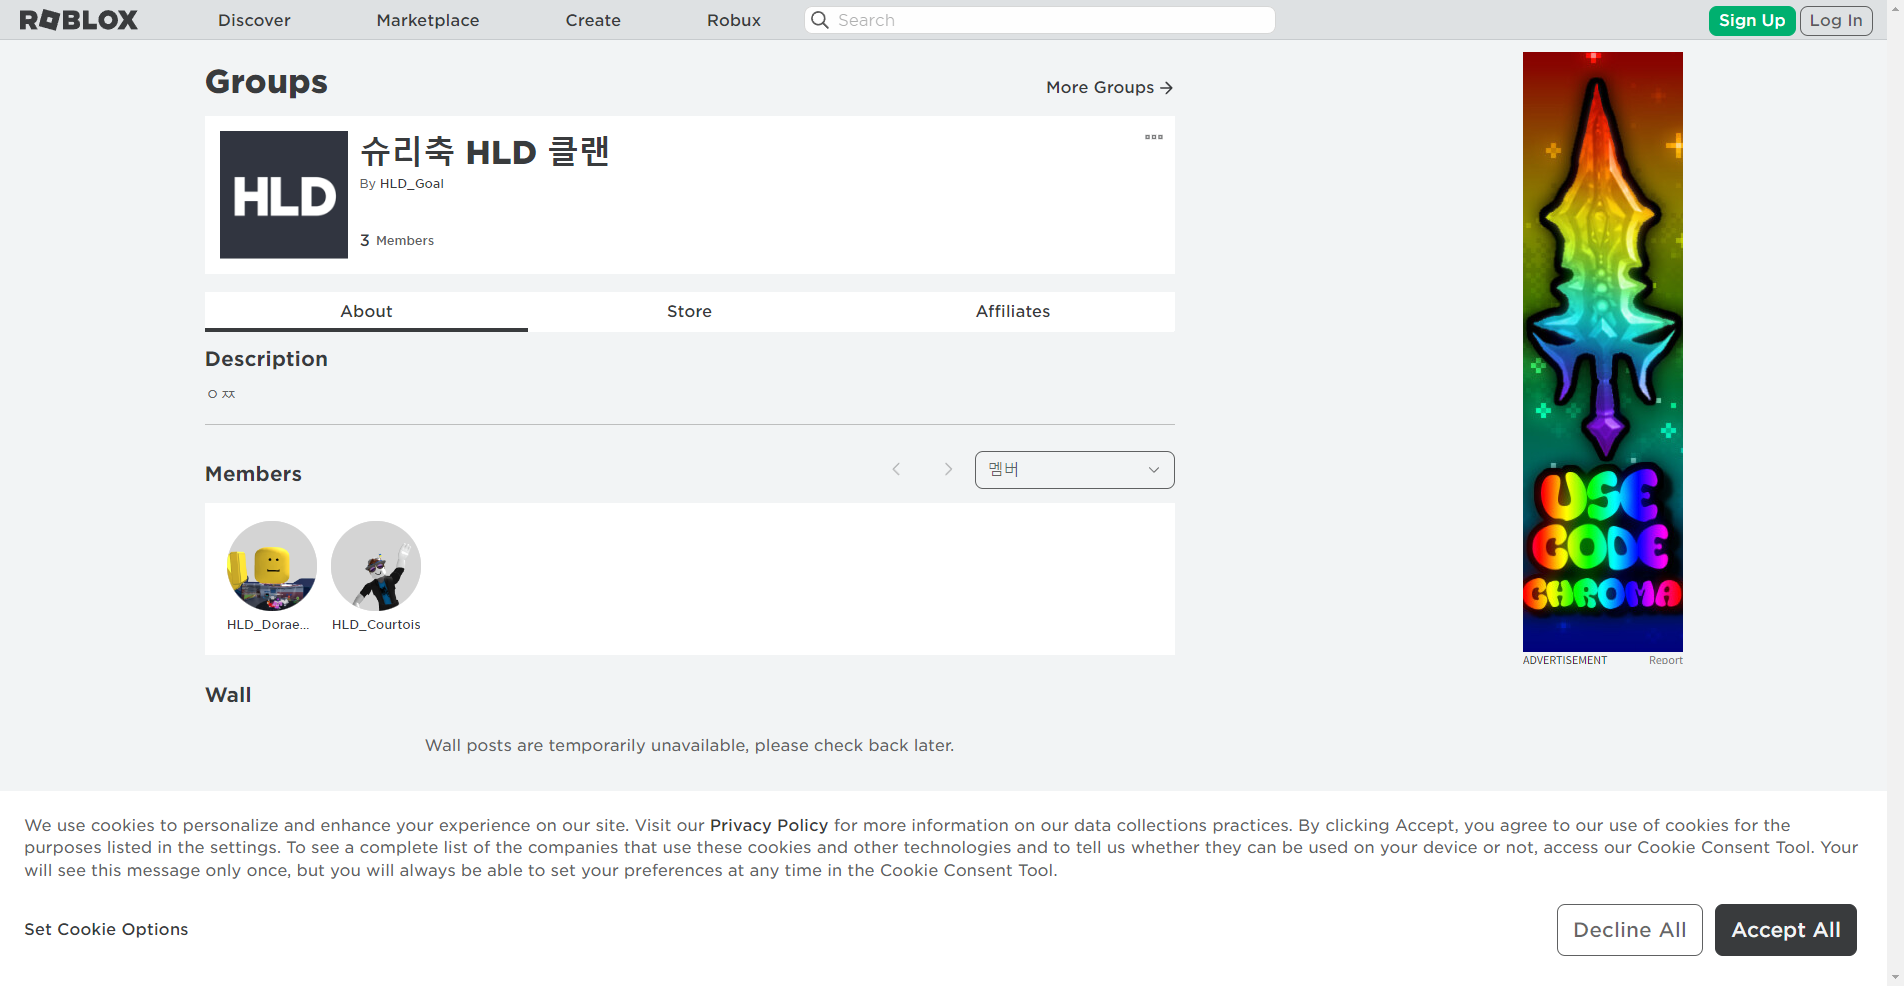 ROBLOX
Discover
Marketplace
Create
Robux
Search
Sign Up
Log In
Groups
More Groups
HLD
슈리축 HLD 클랜
By HLD_Goal
3 Members
About
Store
Affiliates
Description
ㅇㅉ
Members
멤버
HLD_Dorae...
HLD_Courtois
Wall
Wall posts are temporarily unavailable, please check back later.
USE
CODE
CHROMA
ADVERTISEMENT
Report
We use cookies to personalize and enhance your experience on our site. Visit our Privacy Policy for more information on our data collections practices. By clicking Accept, you agree to our use of cookies for the
purposes listed in the settings. To see a complete list of the companies that use these cookies and other technologies and to tell us whether they can be used on your device or not, access our Cookie Consent Tool. Your
will see this message only once, but you will always be able to set your preferences at any time in the Cookie Consent Tool.
Set Cookie Options
Decline All
Accept All